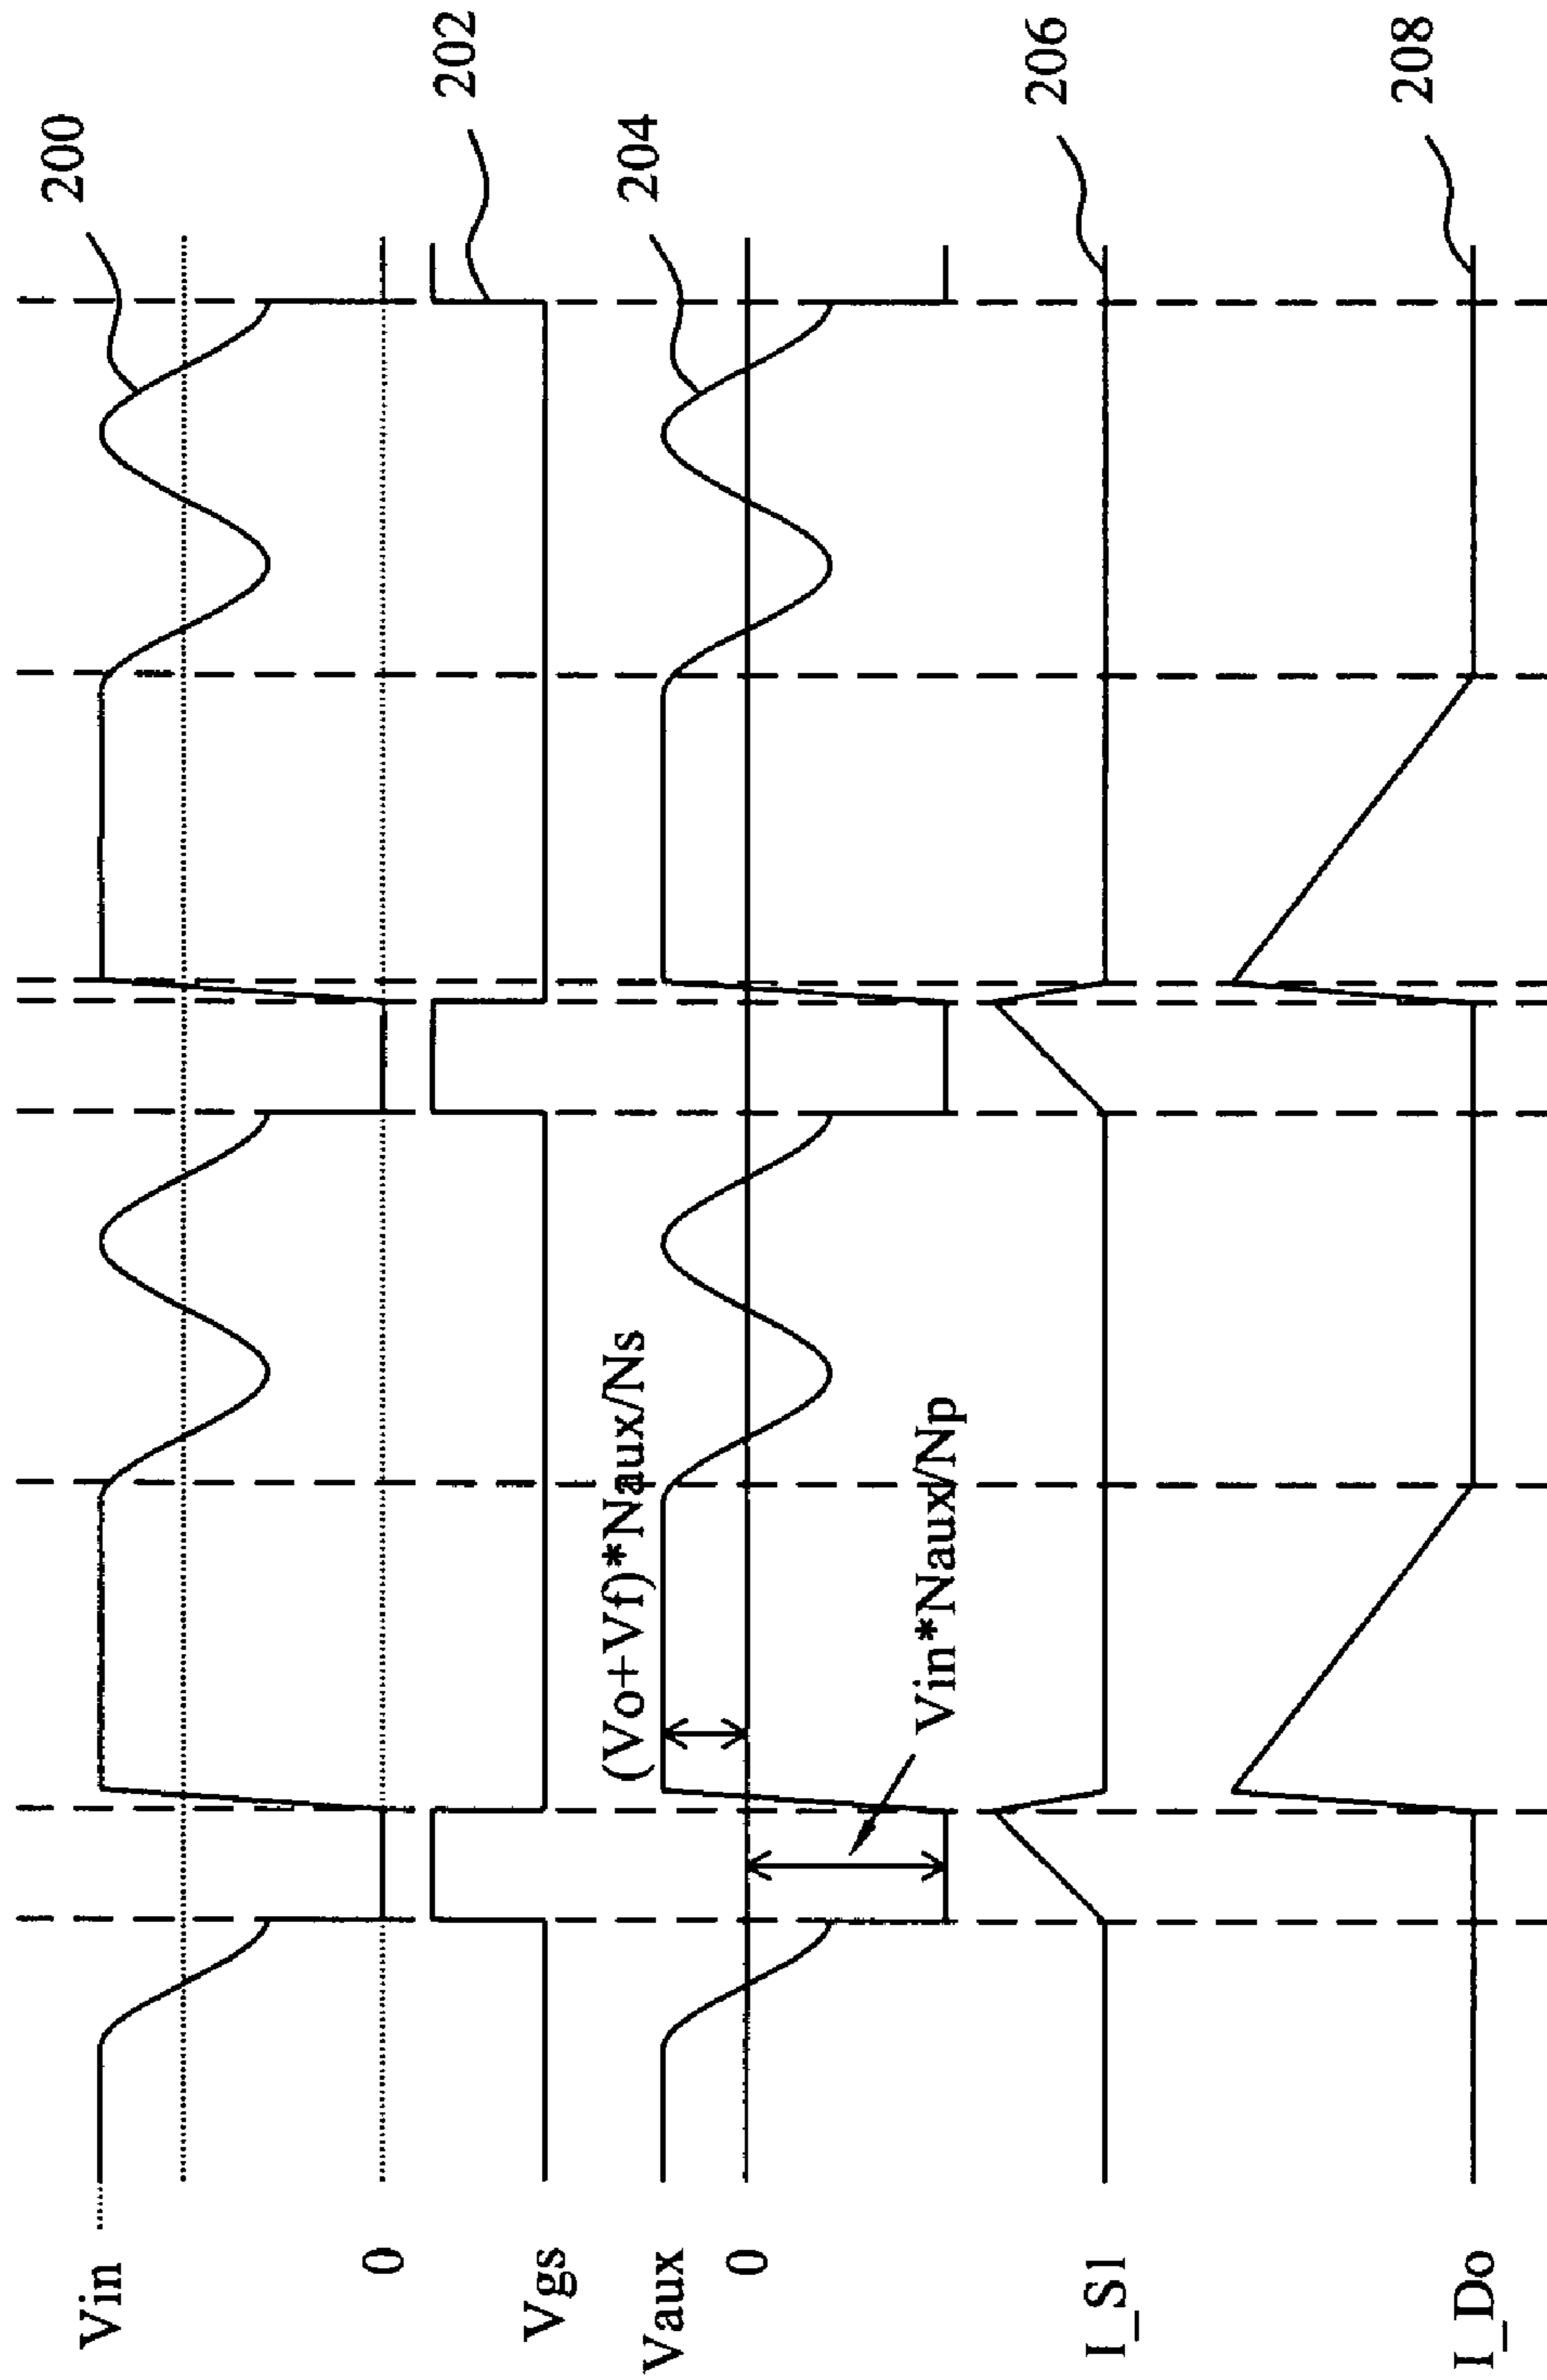 Vin
200
0
202
Vgs
(Vo+Vf)*Naux/Ns
204
Vaux
0
Vin*Naux/Np
I_S1
206
I_Do
208